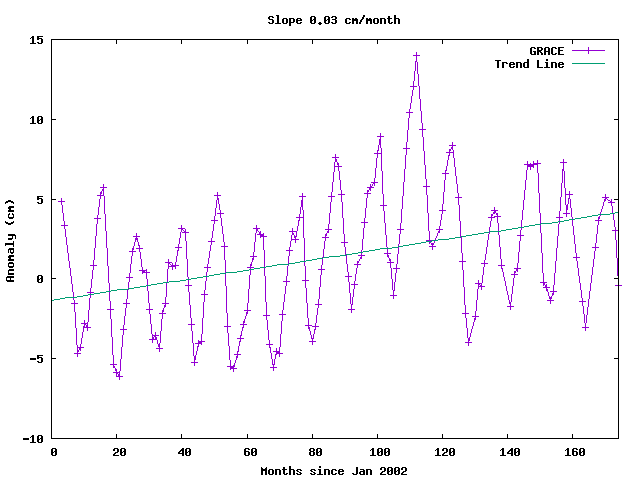 Slope 0.03 cm/month
GRACE
Trend Line
Anomaly (cm)
15
10
5
0
-5
-10
0 20 40 60 80 100 120 140 160
Months since Jan 2002